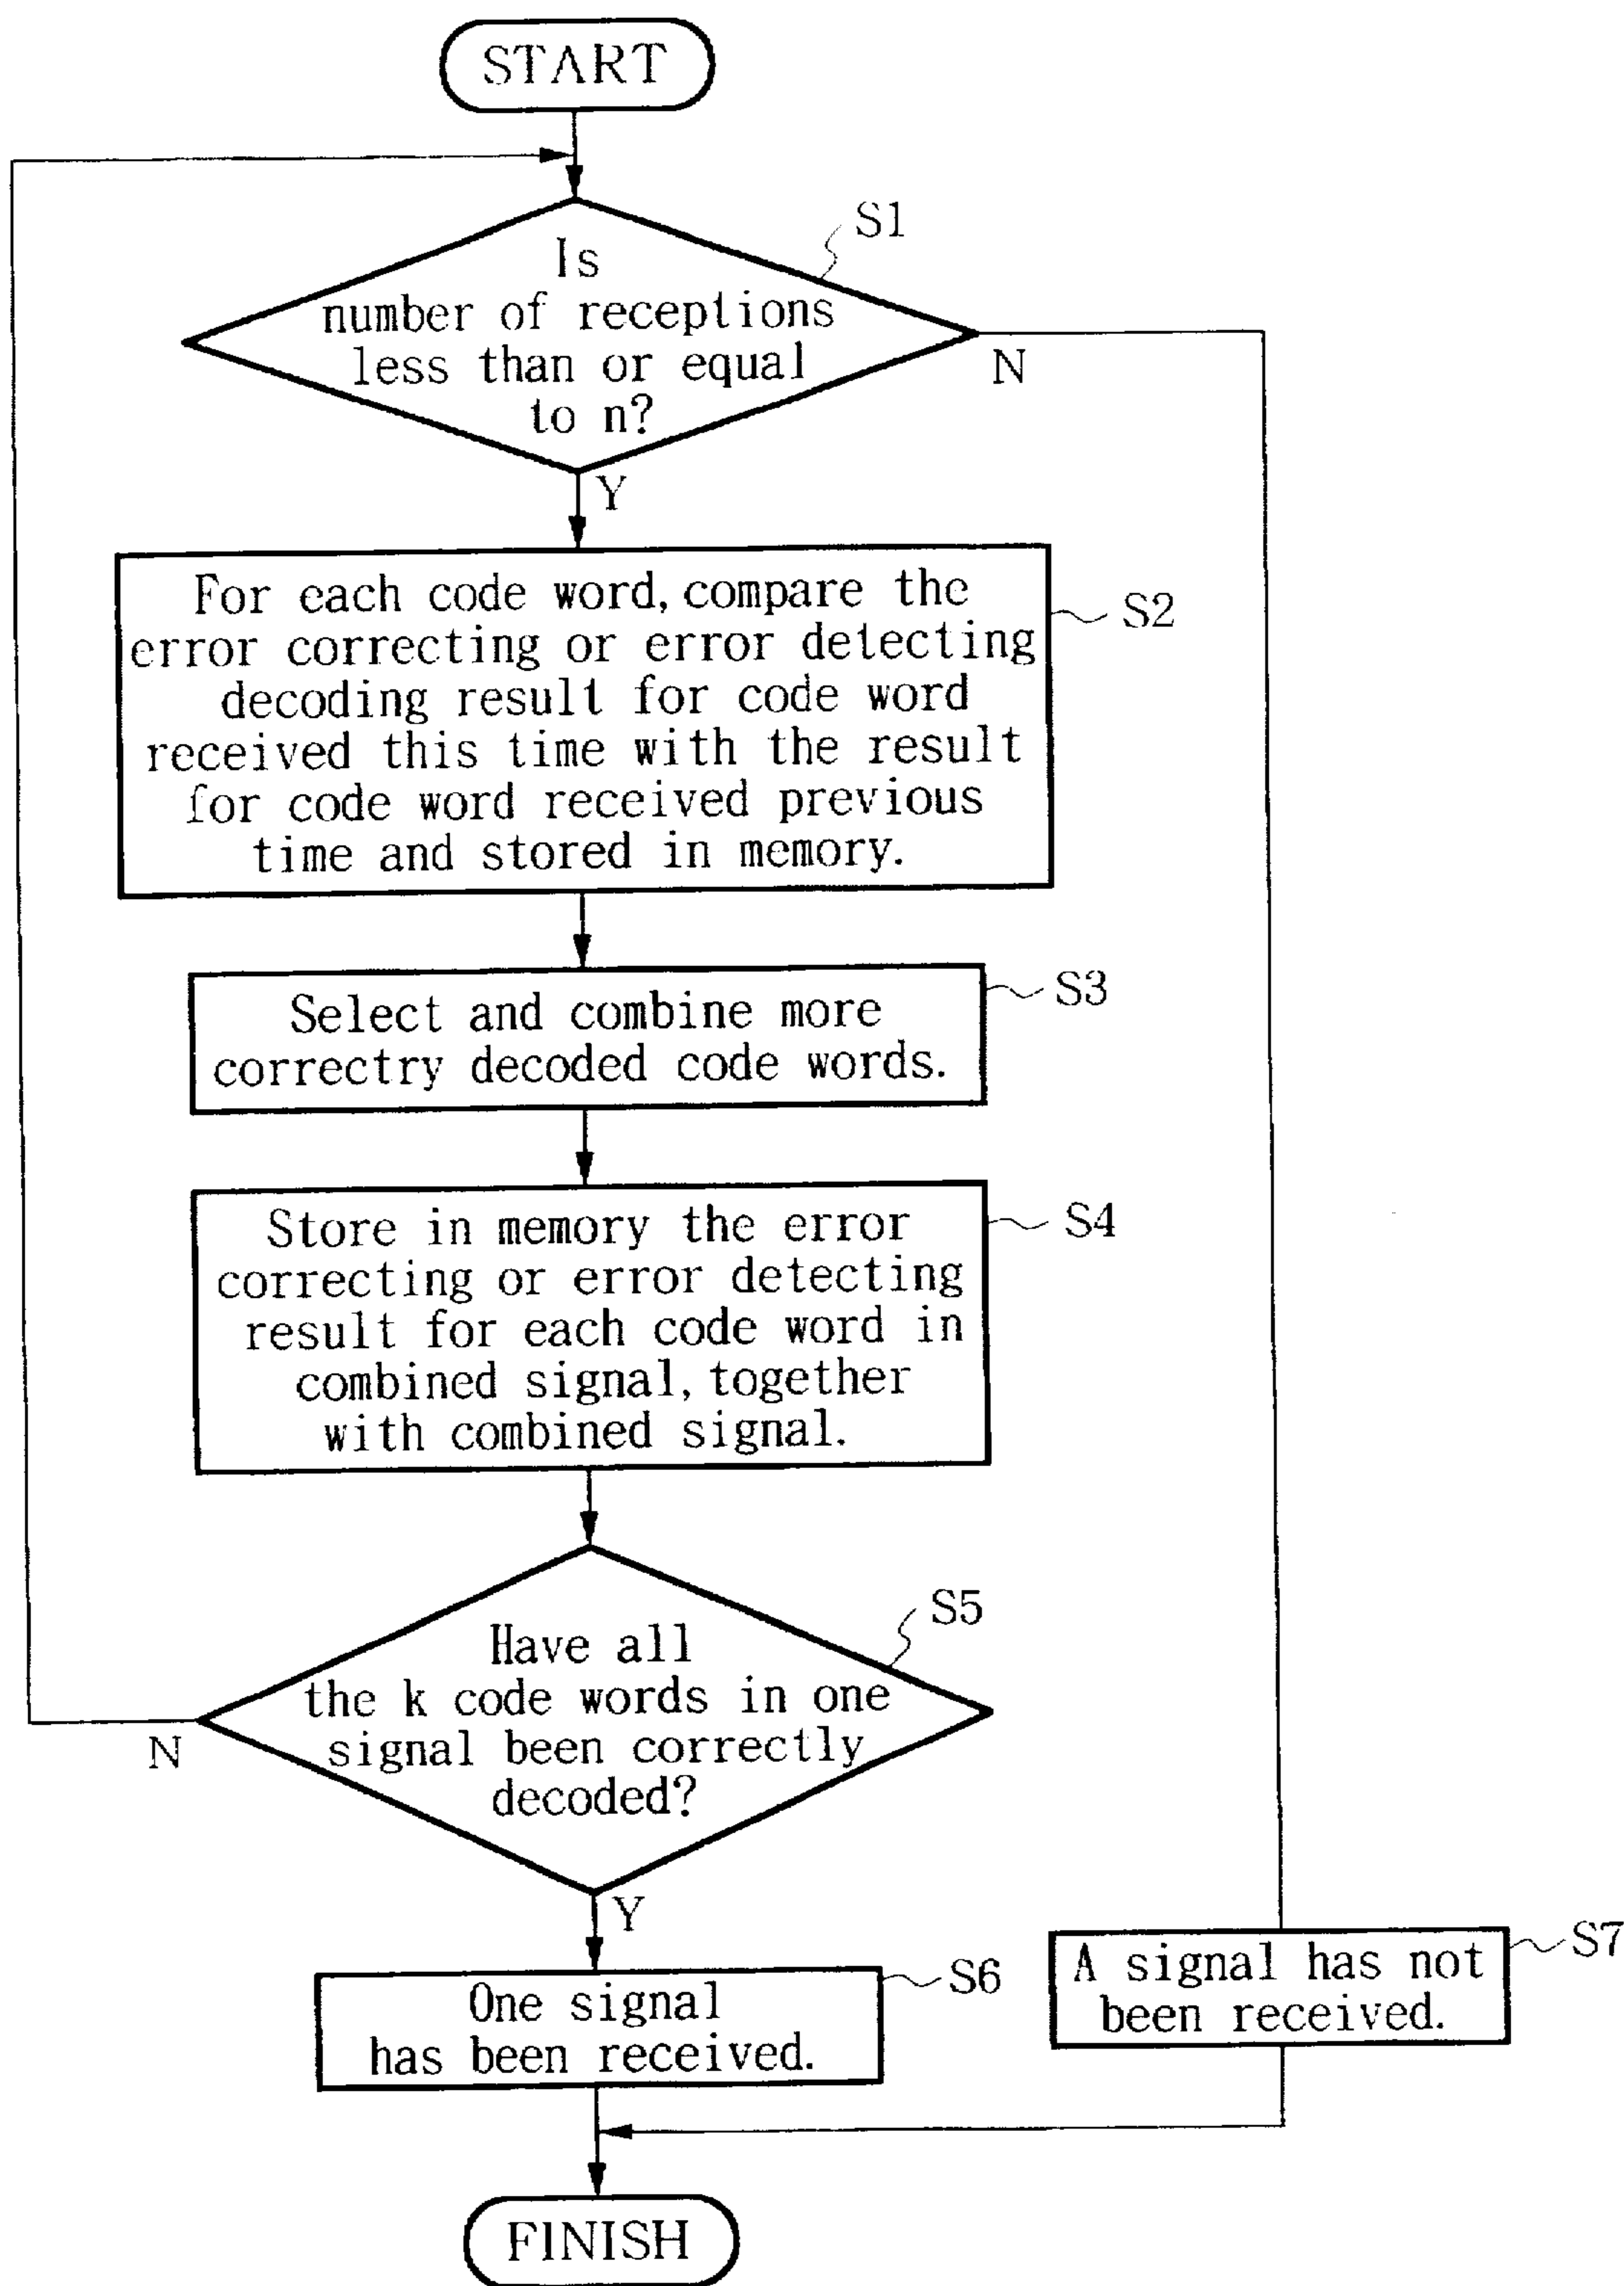 START
S1
Is
number of receptions
less than or equal
to n?
N
Y
For each code word, compare the
error correcting or error detecting
decoding result for code word
received this time with the result
for code word received previous
time and stored in memory.
S2
Select and combine more
correctry decoded code words.
S3
Store in memory the error
correcting or error detecting
result for each code word in
combined signal, together
with combined signal.
S4
S5
Have all
the k code words in one
signal been correctly
decoded?
N
Y
One signal
has been received.
S6
A signal has not
been received.
S7
FINISH